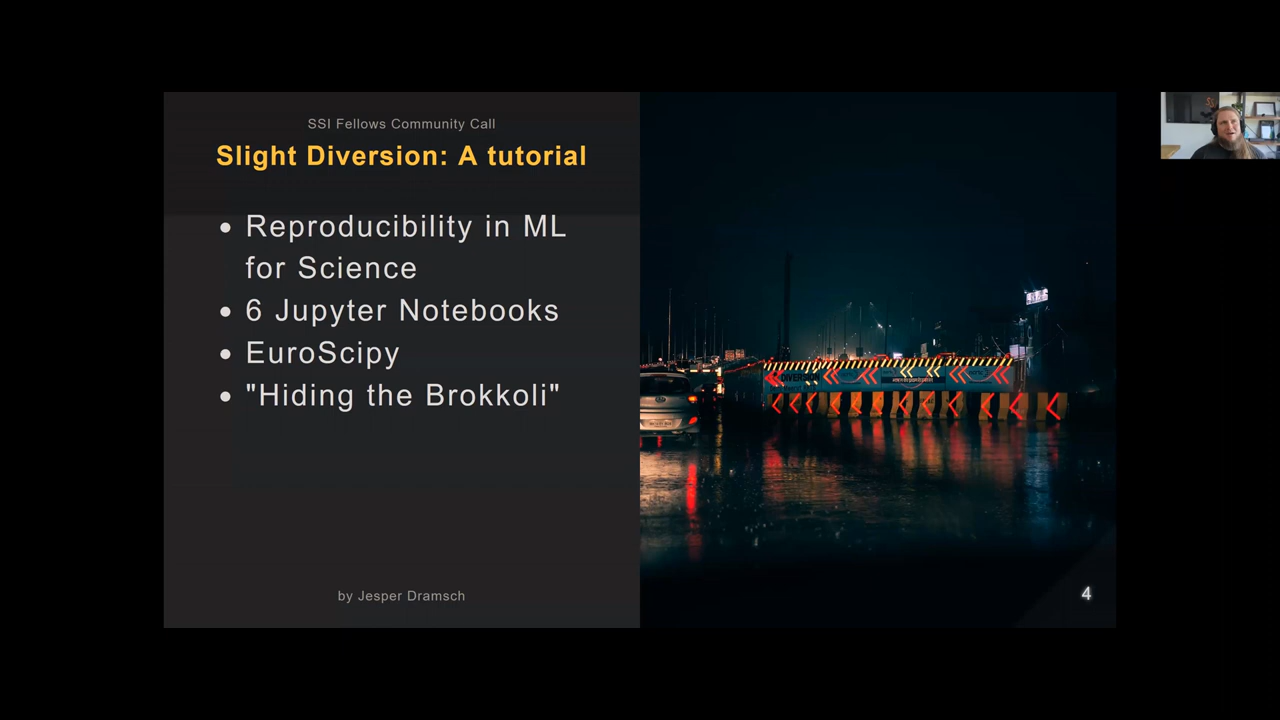 SSI Fellows Community Call
Slight Diversion: A tutorial
• Reproducibility in ML
for Science
• 6 Jupyter Notebooks
• EuroScipy
• "Hiding the Brokkoli"
by Jesper Dramsch
DIVERSION
4